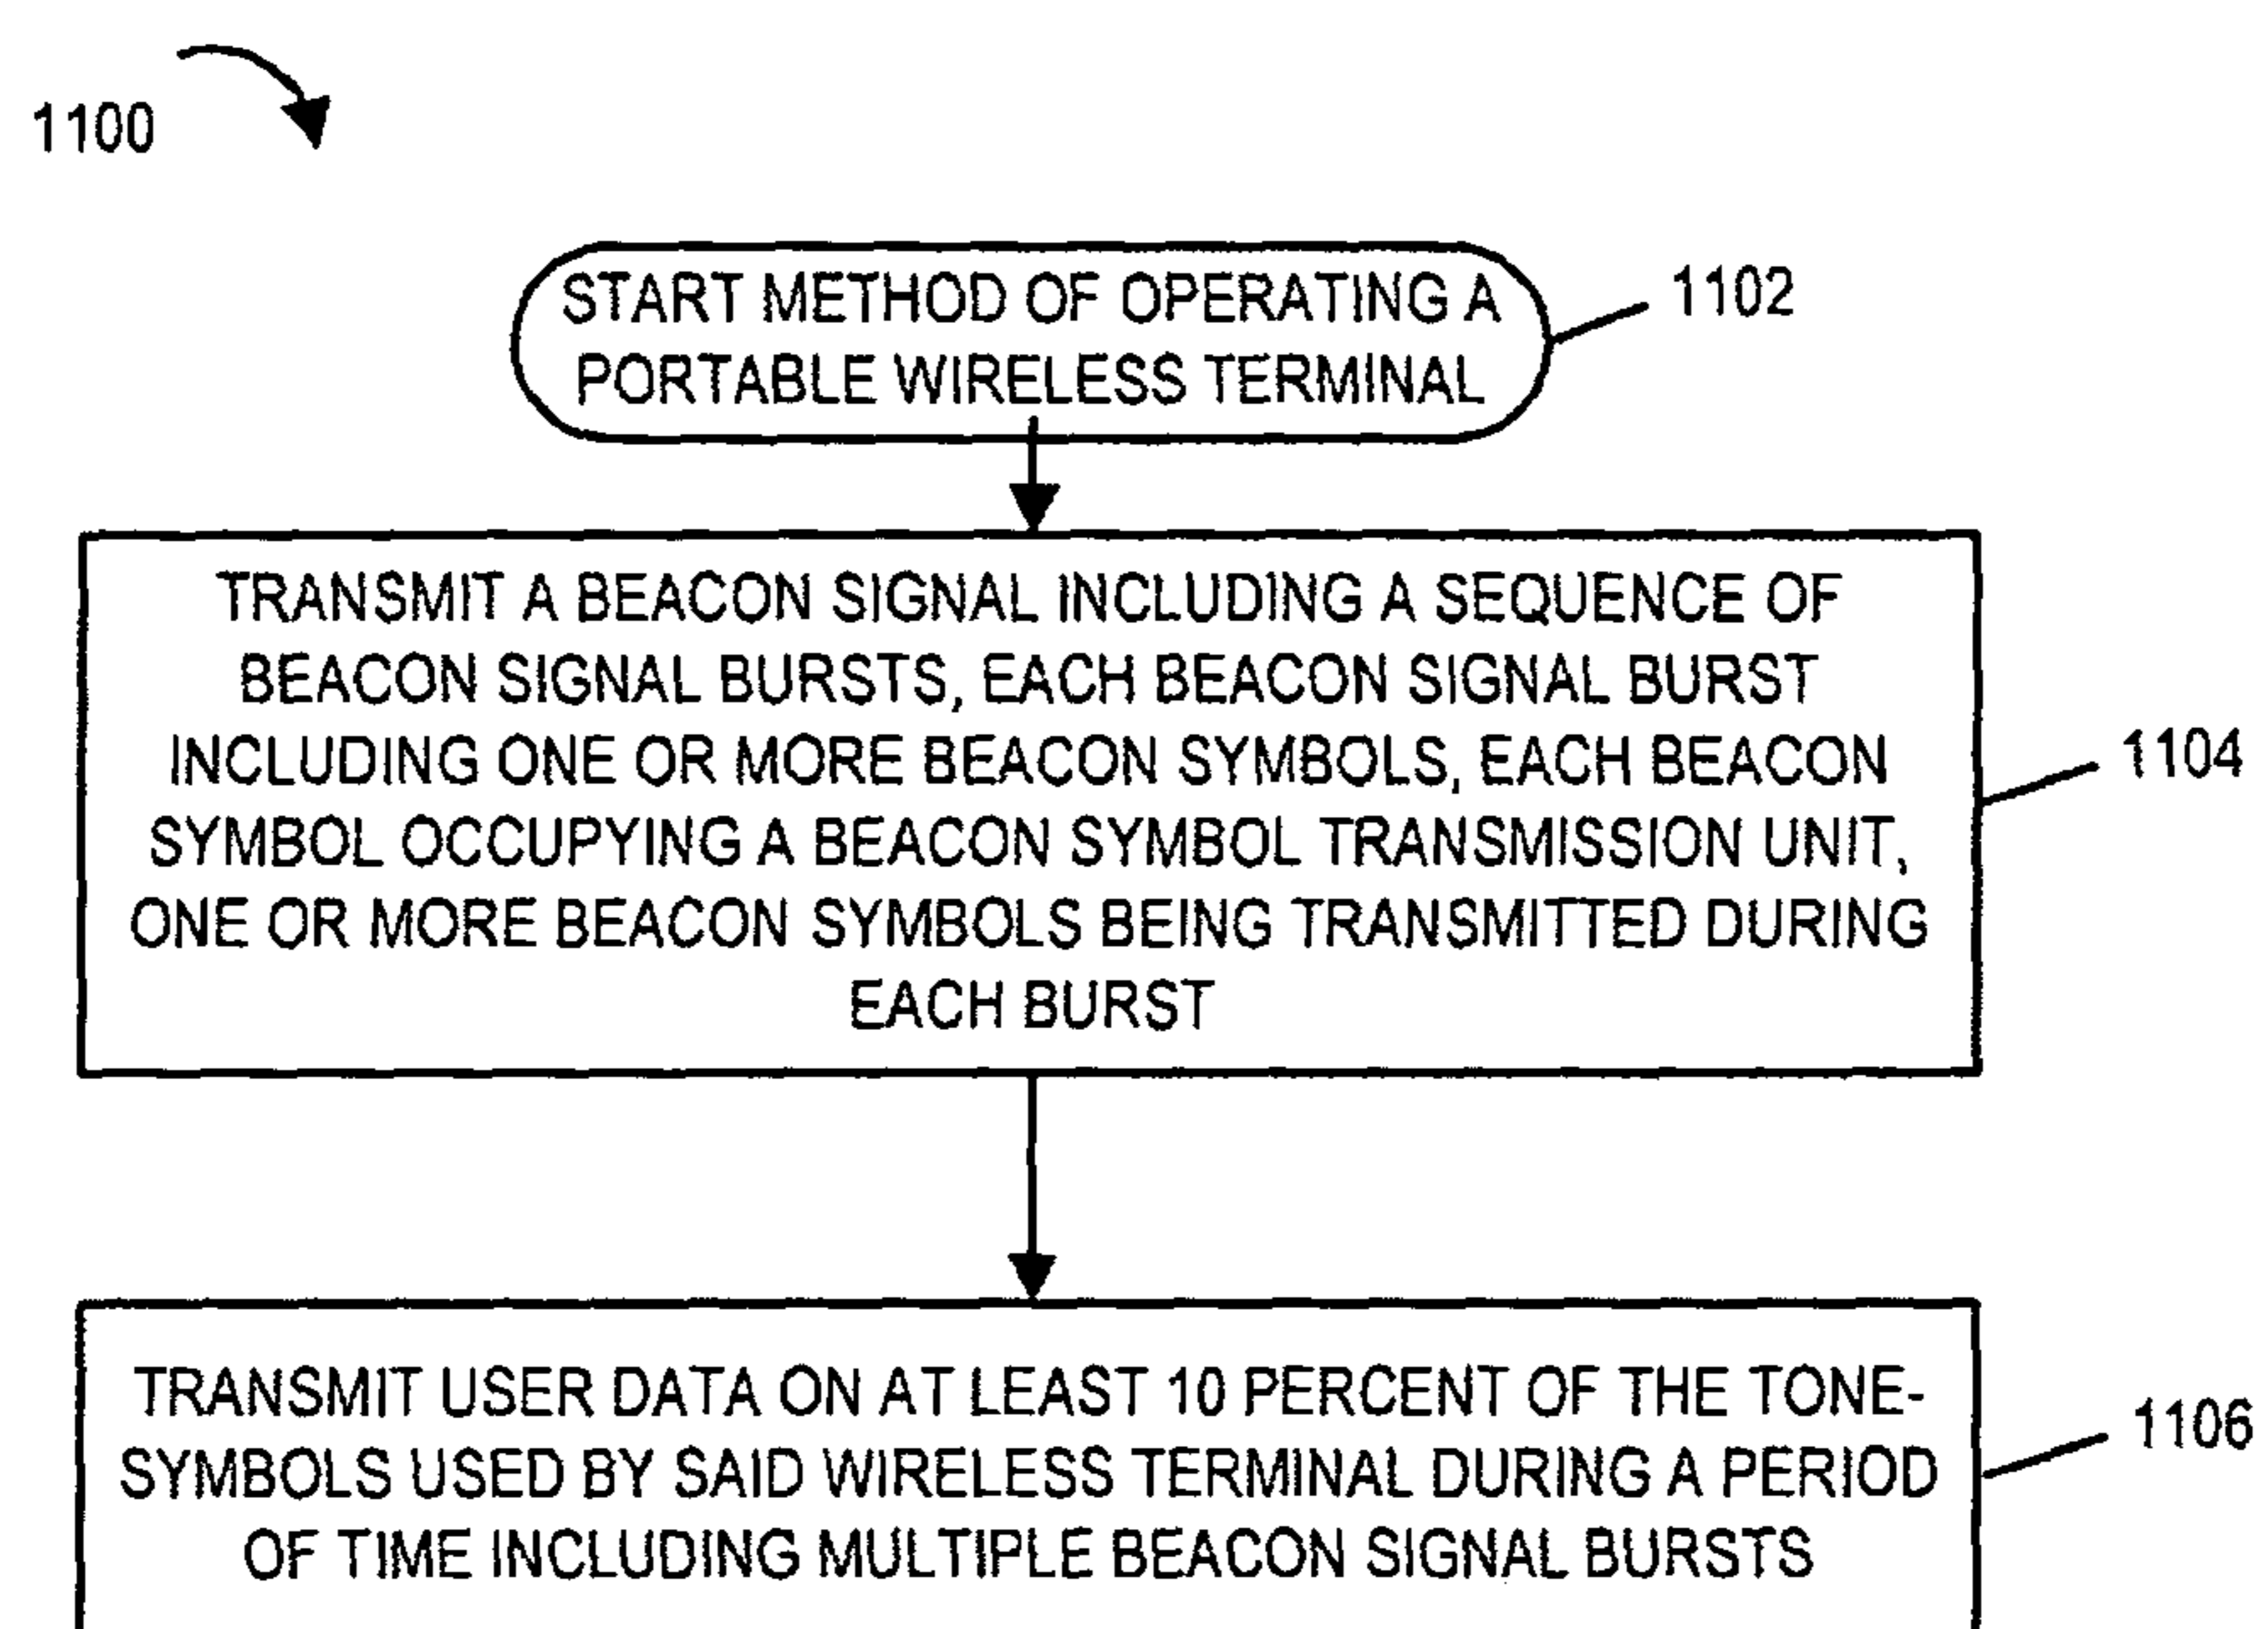 1100
START METHOD OF OPERATING A
PORTABLE WIRELESS TERMINAL
1102
TRANSMIT A BEACON SIGNAL INCLUDING A SEQUENCE OF
BEACON SIGNAL BURSTS, EACH BEACON SIGNAL BURST
INCLUDING ONE OR MORE BEACON SYMBOLS, EACH BEACON
SYMBOL OCCUPYING A BEACON SYMBOL TRANSMISSION UNIT,
ONE OR MORE BEACON SYMBOLS BEING TRANSMITTED DURING
EACH BURST
1104
TRANSMIT USER DATA ON AT LEAST 10 PERCENT OF THE TONE-
SYMBOLS USED BY SAID WIRELESS TERMINAL DURING A PERIOD
OF TIME INCLUDING MULTIPLE BEACON SIGNAL BURSTS
1106